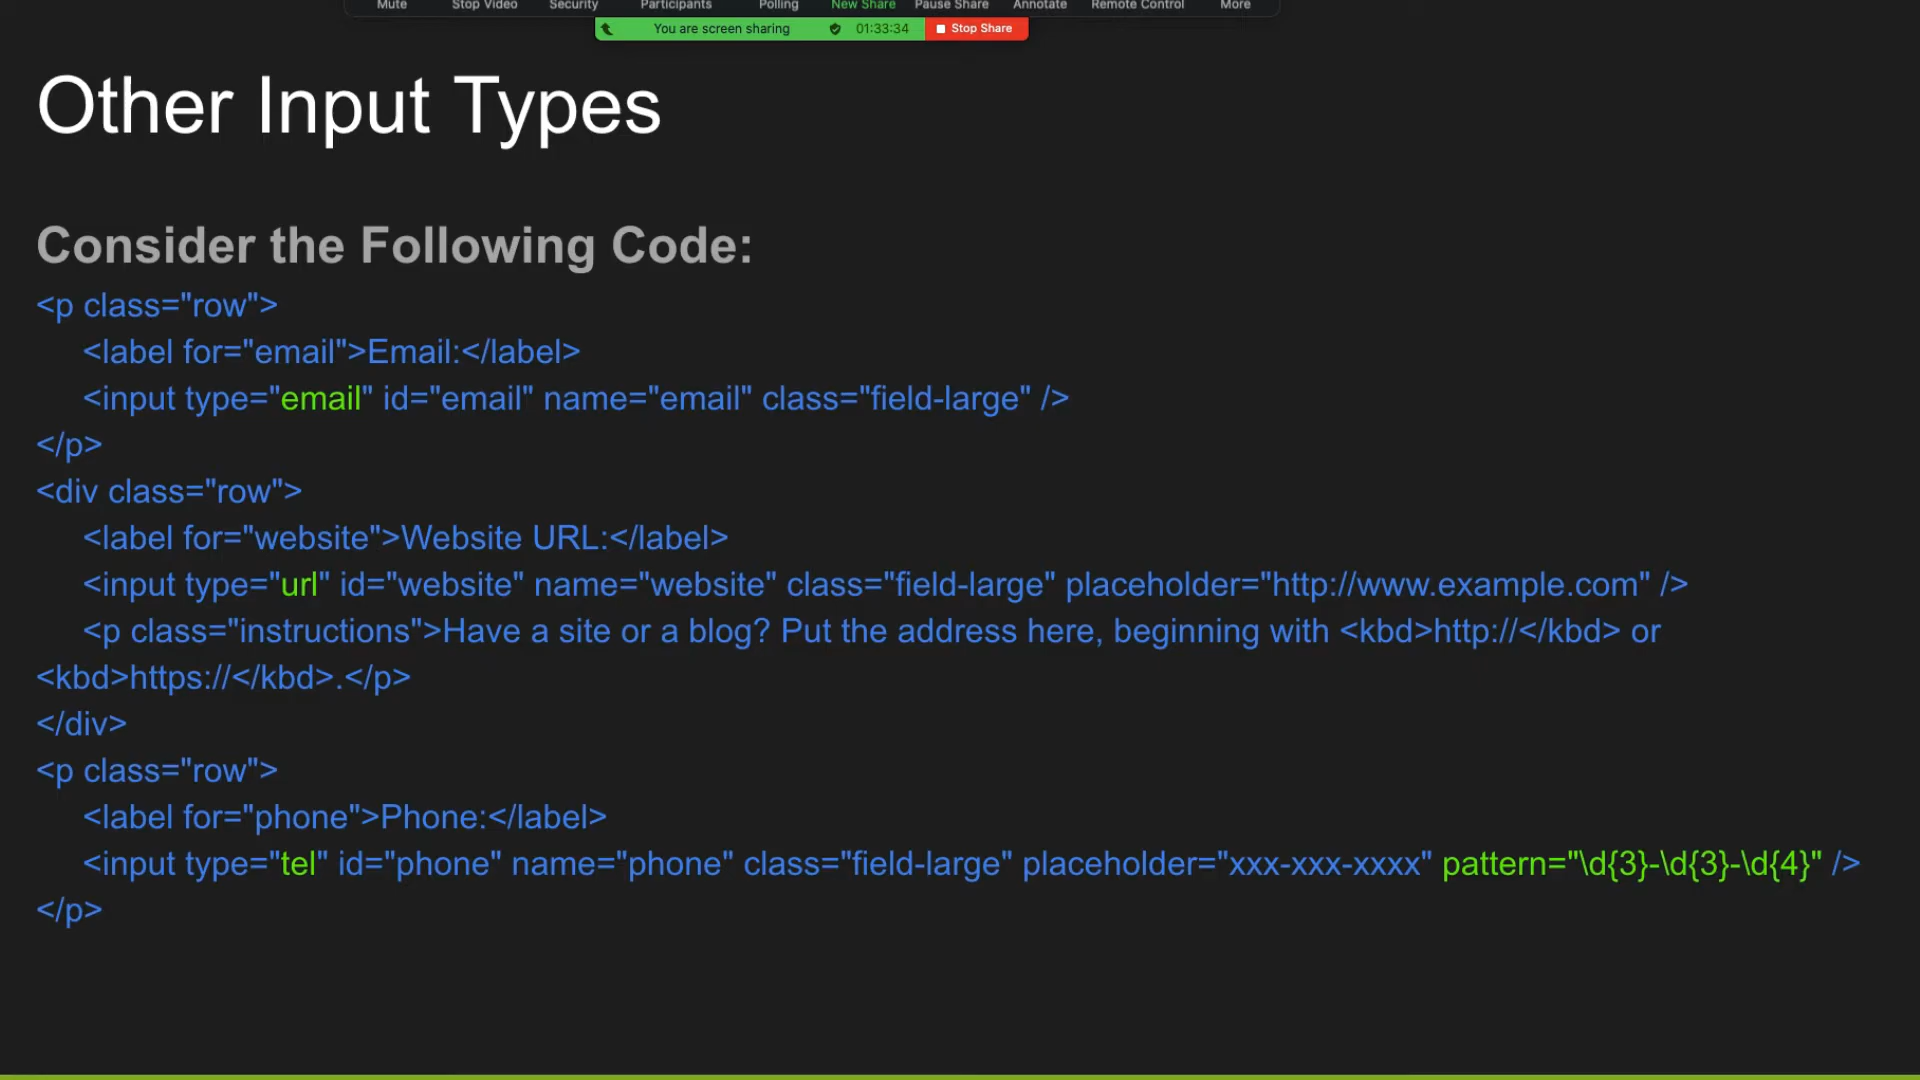 Mute Stop Video Security Participants Polling New Share Pause Share Annotate Remote Control More
You are screen sharing 01:33:34 Stop Share
Other Input Types
Consider the Following Code:
<p class="row">
<label for="email">Email:</label>
<input type="email" id="email" name="email" class="field-large" />
</p>
<div class="row">
<label for="website">Website URL:</label>
<input type="url" id="website" name="website" class="field-large" placeholder="http://www.example.com" />
<p class="instructions">Have a site or a blog? Put the address here, beginning with <kbd>http://</kbd> or
<kbd>https://</kbd>.</p>
</div>
<p class="row">
<label for="phone">Phone:</label>
<input type="tel" id="phone" name="phone" class="field-large" placeholder="xxx-xxx-xxxx" pattern="\d{3}-\d{3}-\d{4}" />
</p>